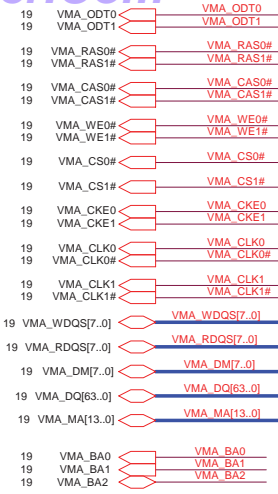 19 VMA_ODT0 VMA_ODT0
19 VMA_ODT1 VMA_ODT1
19 VMA_RAS0# VMA_RAS0#
19 VMA_RAS1# VMA_RAS1#
19 VMA_CAS0# VMA_CAS0#
19 VMA_CAS1# VMA_CAS1#
19 VMA_WE0# VMA_WE0#
19 VMA_WE1# VMA_WE1#
19 VMA_CS0# VMA_CS0#
19 VMA_CS1# VMA_CS1#
19 VMA_CKE0 VMA_CKE0
19 VMA_CKE1 VMA_CKE1
19 VMA_CLK0 VMA_CLK0
19 VMA_CLK0# VMA_CLK0#
19 VMA_CLK1 VMA_CLK1
19 VMA_CLK1# VMA_CLK1#
19 VMA_WDQS[7..0] VMA_WDQS[7..0]
19 VMA_RDQS[7..0] VMA_RDQS[7..0]
19 VMA_DM[7..0] VMA_DM[7..0]
19 VMA_DQ[63..0] VMA_DQ[63..0]
19 VMA_MA[13..0] VMA_MA[13..0]
19 VMA_BA0 VMA_BA0
19 VMA_BA1 VMA_BA1
19 VMA_BA2 VMA_BA2